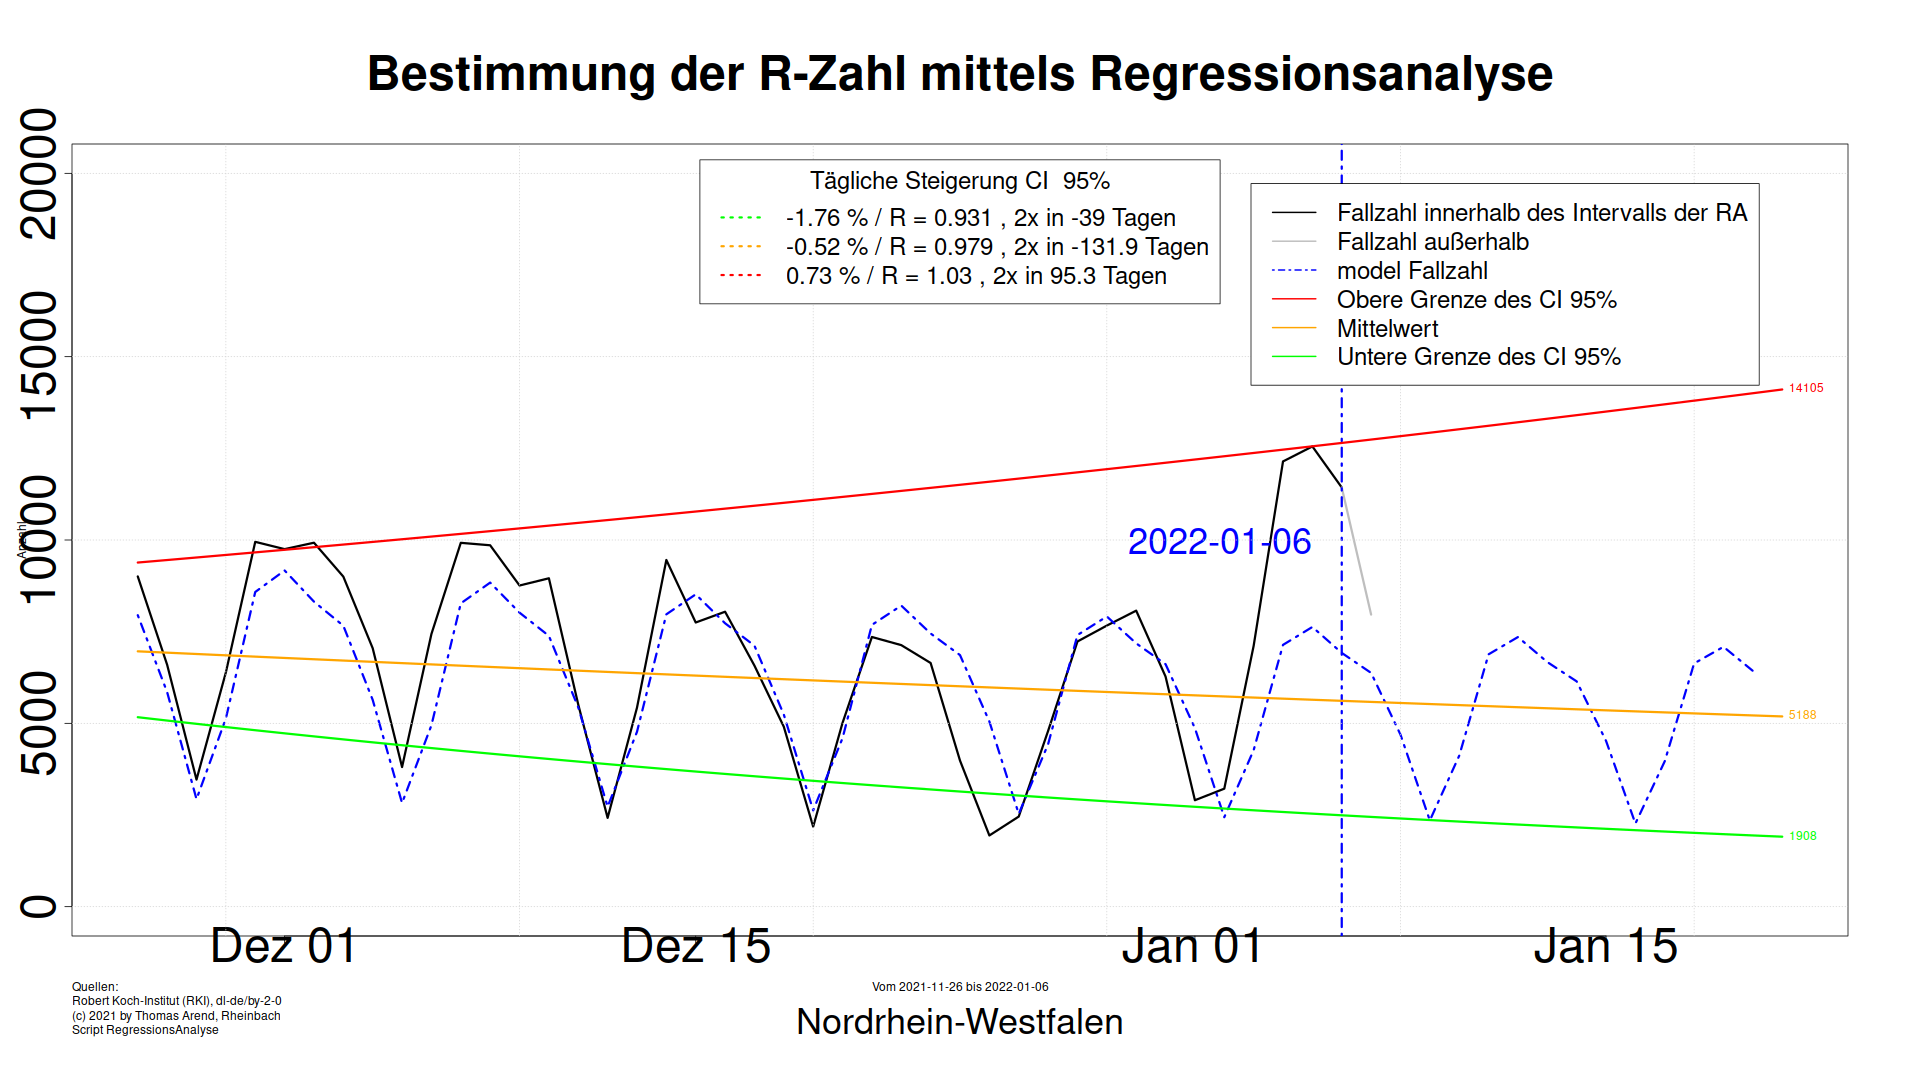 Bestimmung der R-Zahl mittels Regressionsanalyse
Tägliche Steigerung CI 95%
-1.76 % / R = 0.931 , 2x in -39 Tagen
-0.52 % / R = 0.979 , 2x in -131.9 Tagen
0.73 % / R = 1.03 , 2x in 95.3 Tagen
Fallzahl innerhalb des Intervalls der RA
Fallzahl außerhalb
model Fallzahl
Obere Grenze des CI 95%
Mittelwert
Untere Grenze des CI 95%
20000
15000
10000
5000
0
Anzahl
14105
5188
1908
2022-01-06
Dez 01
Dez 15
Jan 01
Jan 15
Quellen:
Robert Koch-Institut (RKI), dl-de/by-2-0
(c) 2021 by Thomas Arend, Rheinbach
Script RegressionsAnalyse
Vom 2021-11-26 bis 2022-01-06
Nordrhein-Westfalen